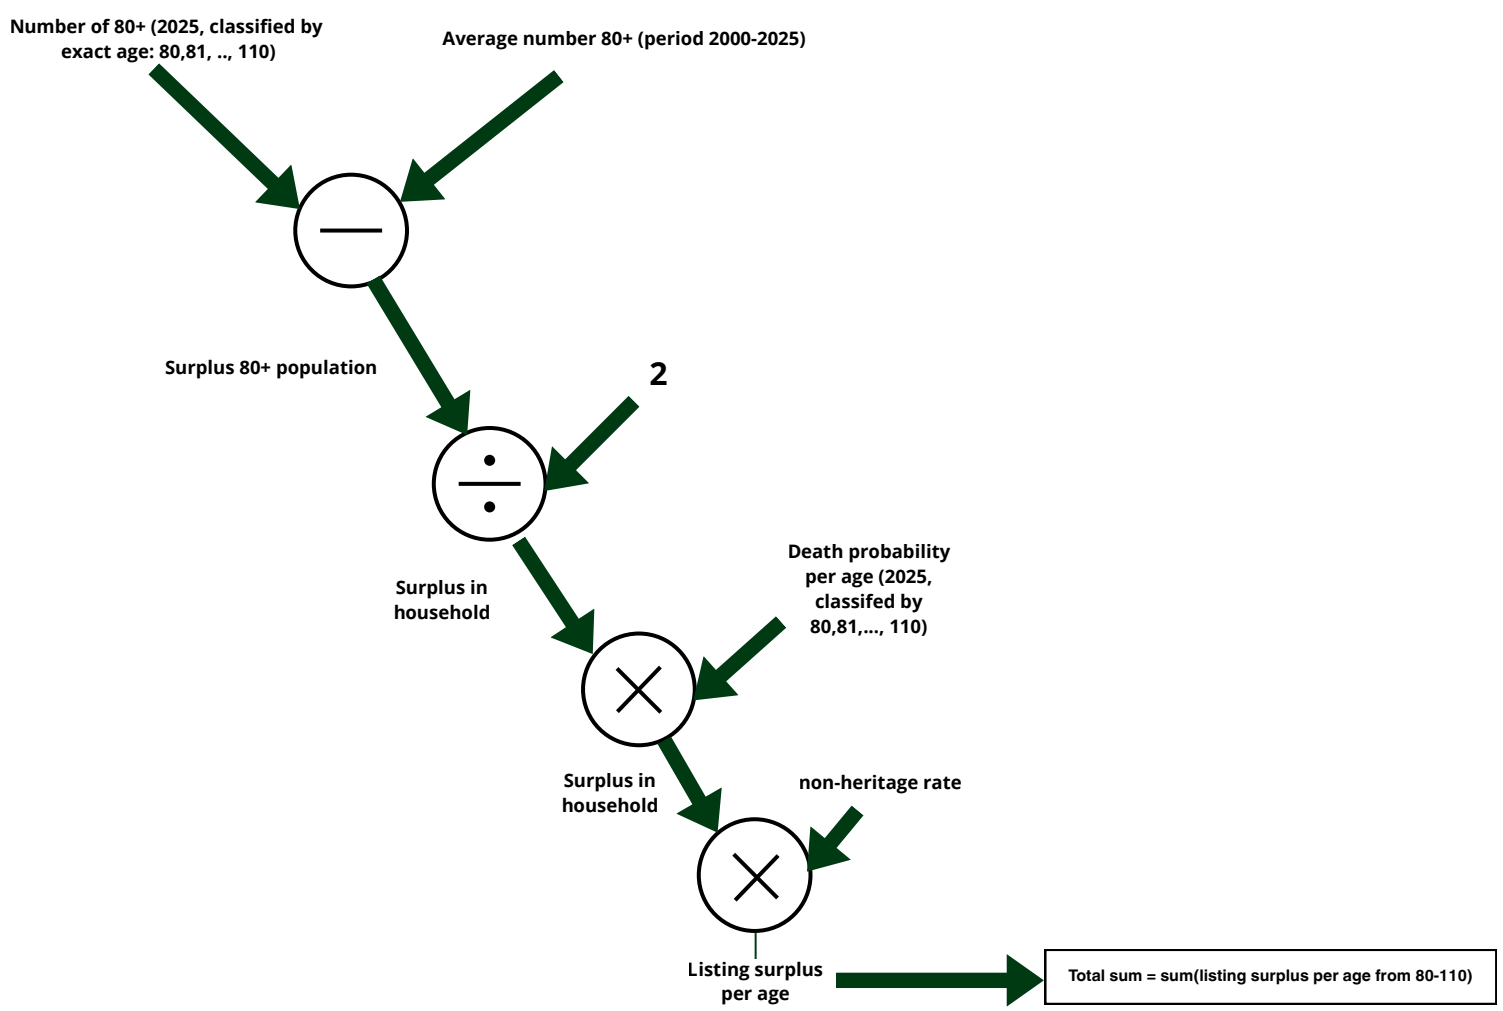 Number of 80+ (2025, classified by
exact age: 80,81, .., 110)
Average number 80+ (period 2000-2025)
Surplus 80+ population
2
Surplus in
household
Death probability
per age (2025,
classifed by
80,81,..., 110)
Surplus in
household
non-heritage rate
Listing surplus
per age
Total sum = sum(listing surplus per age from 80-110)